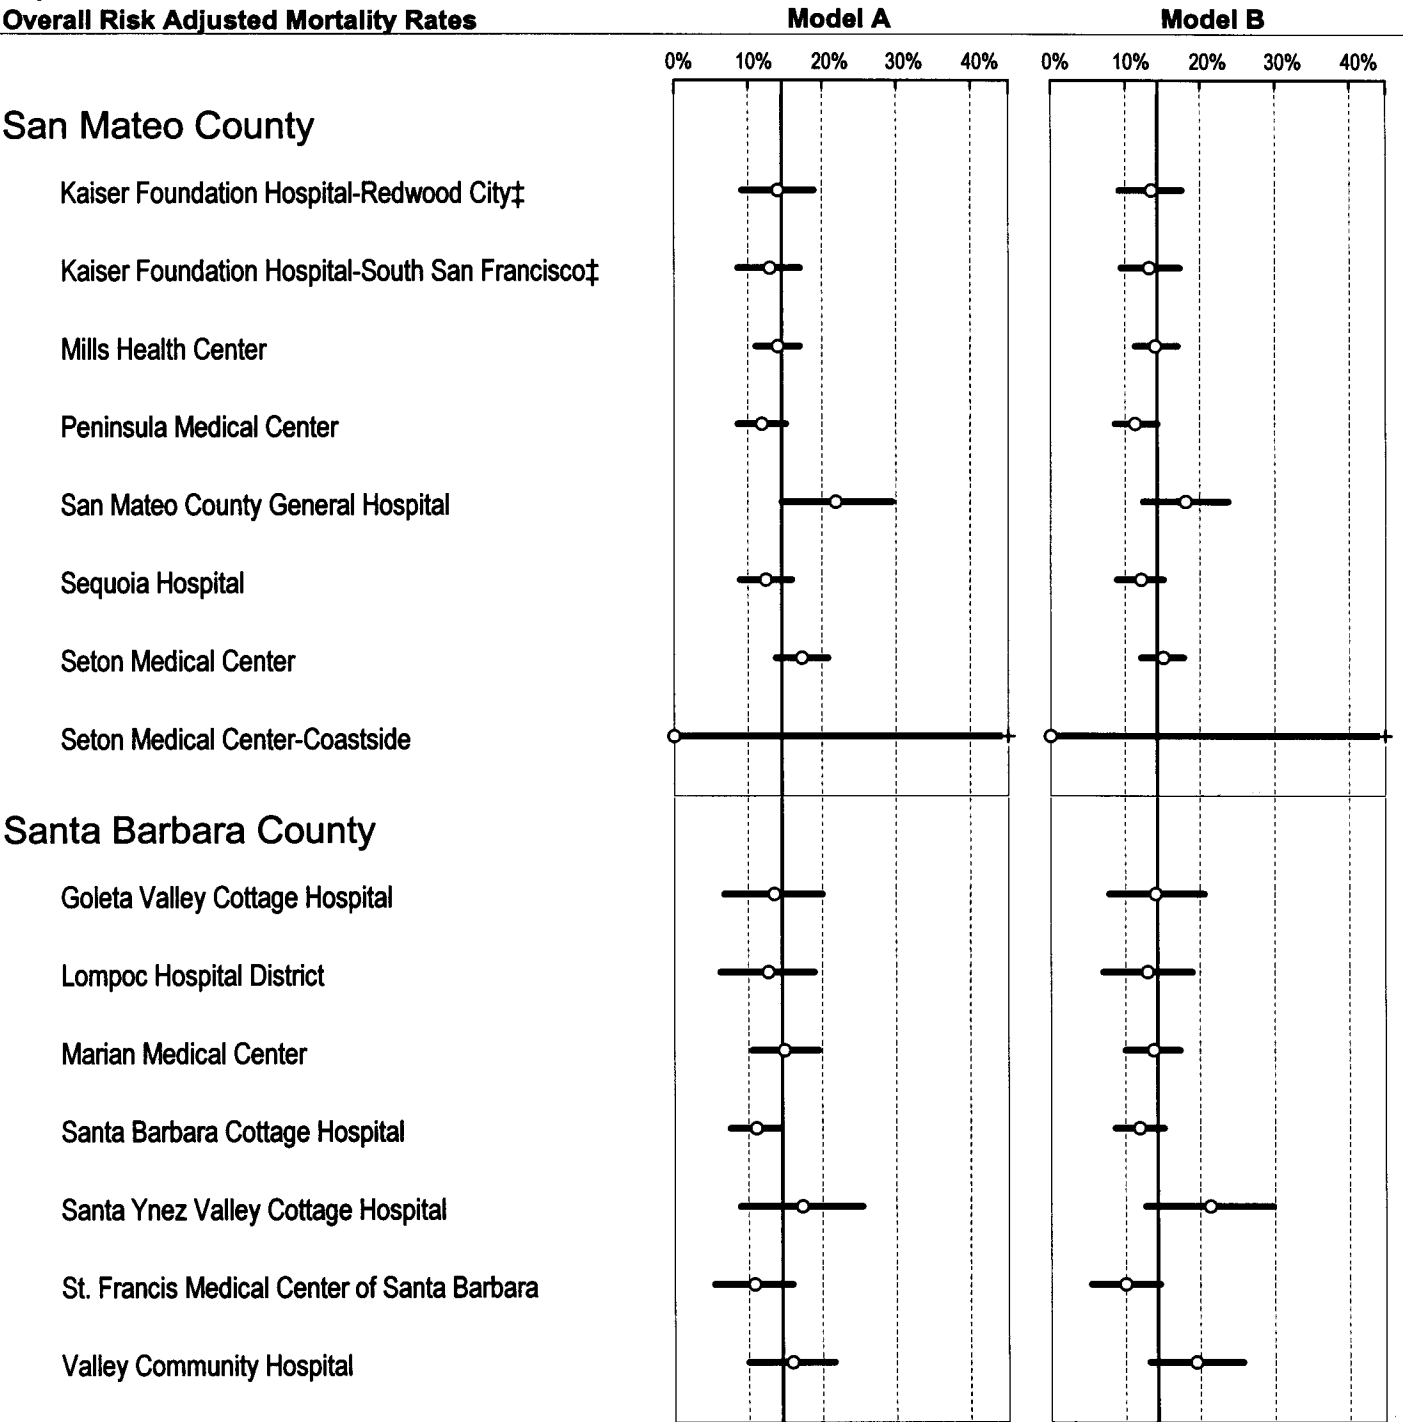 Overall Risk Adjusted Mortality Rates Model A Model B
0% 10% 20% 30% 40% 0% 10% 20% 30% 40%
San Mateo County
Kaiser Foundation Hospital-Redwood City‡
Kaiser Foundation Hospital-South San Francisco‡
Mills Health Center
Peninsula Medical Center
San Mateo County General Hospital
Sequoia Hospital
Seton Medical Center
Seton Medical Center-Coastside
Santa Barbara County
Goleta Valley Cottage Hospital
Lompoc Hospital District
Marian Medical Center
Santa Barbara Cottage Hospital
Santa Ynez Valley Cottage Hospital
St. Francis Medical Center of Santa Barbara
Valley Community Hospital